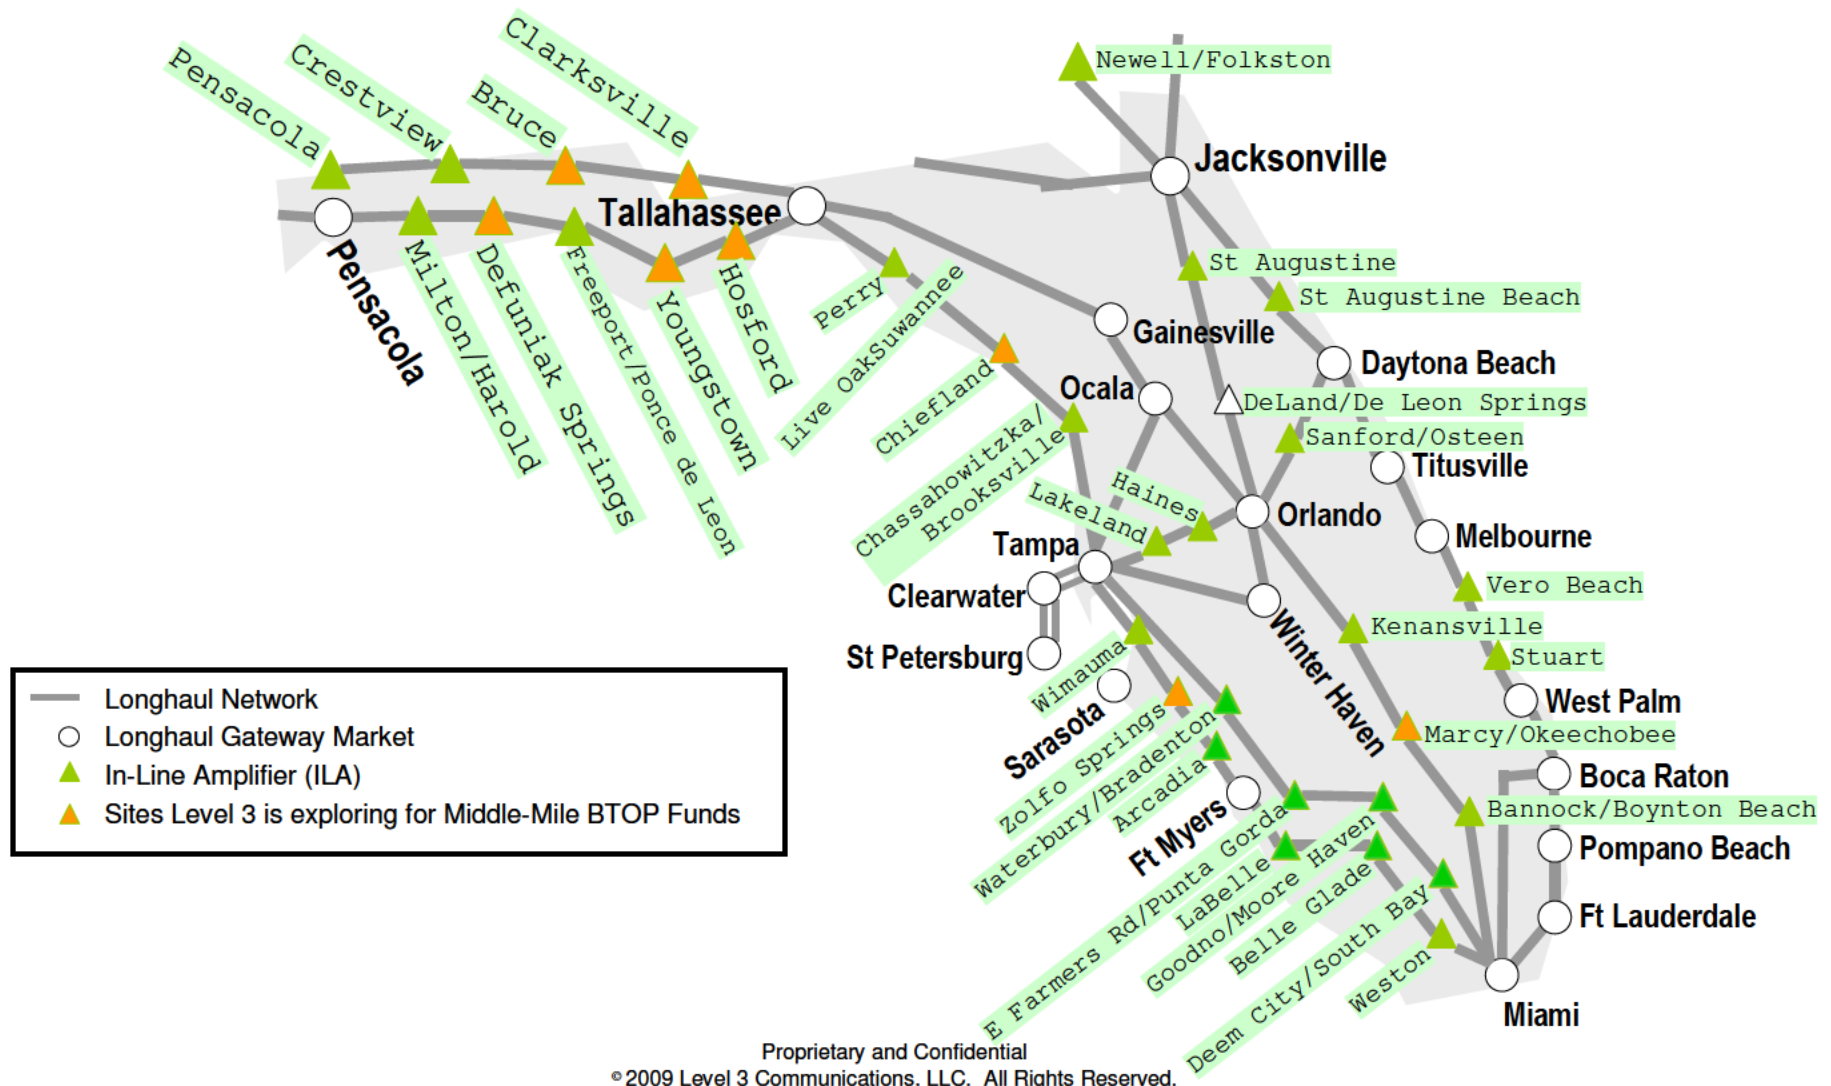 Clarksville
Crestview
Pensacola
Bruce
Newell/Folkston
Jacksonville
Tallahassee
Pensacola
Milton/Harold
Defuniak Springs
Freeport/Ponce de Leon
Youngstown
Hosford
Perry
Live OakSuwannee
Chiefland
Chassahowitzka/
Brooksville
St Augustine
St Augustine Beach
Gainesville
Daytona Beach
Ocala
DeLand/De Leon Springs
Sanford/Osteen
Titusville
Haines
Lakeland
Orlando
Melbourne
Tampa
Clearwater
Vero Beach
St Petersburg
Winter Haven
Kenansville
Stuart
Wimauma
Sarasota
West Palm
Marcy/Okeechobee
Zolfo Springs
Waterbury/Bradenton
Arcadia
Boca Raton
Bannock/Boynton Beach
Ft Myers
E Farmers Rd/Punta Gorda
LaBelle
Goodno/Moore Haven
Belle Glade
Deem City/South Bay
Weston
Pompano Beach
Ft Lauderdale
Miami
Longhaul Network
Longhaul Gateway Market
In-Line Amplifier (ILA)
Sites Level 3 is exploring for Middle-Mile BTOP Funds
Proprietary and Confidential
©2009 Level 3 Communications, LLC. All Rights Reserved.